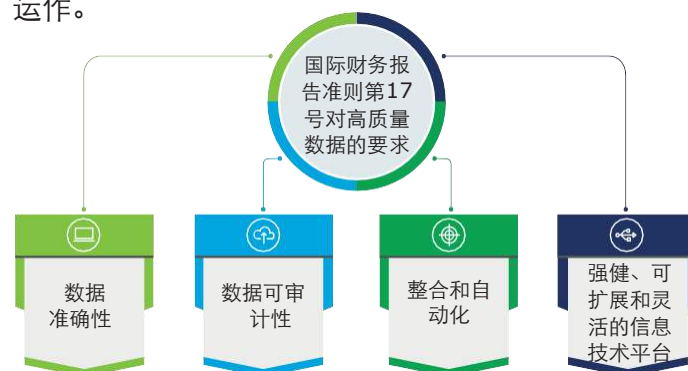 运作。
国际财务报
告准则第17
号对高质量
数据的要求
数据
准确性
数据可审
计性
整合和自
动化
强健、可
扩展和灵
活的信息
技术平台